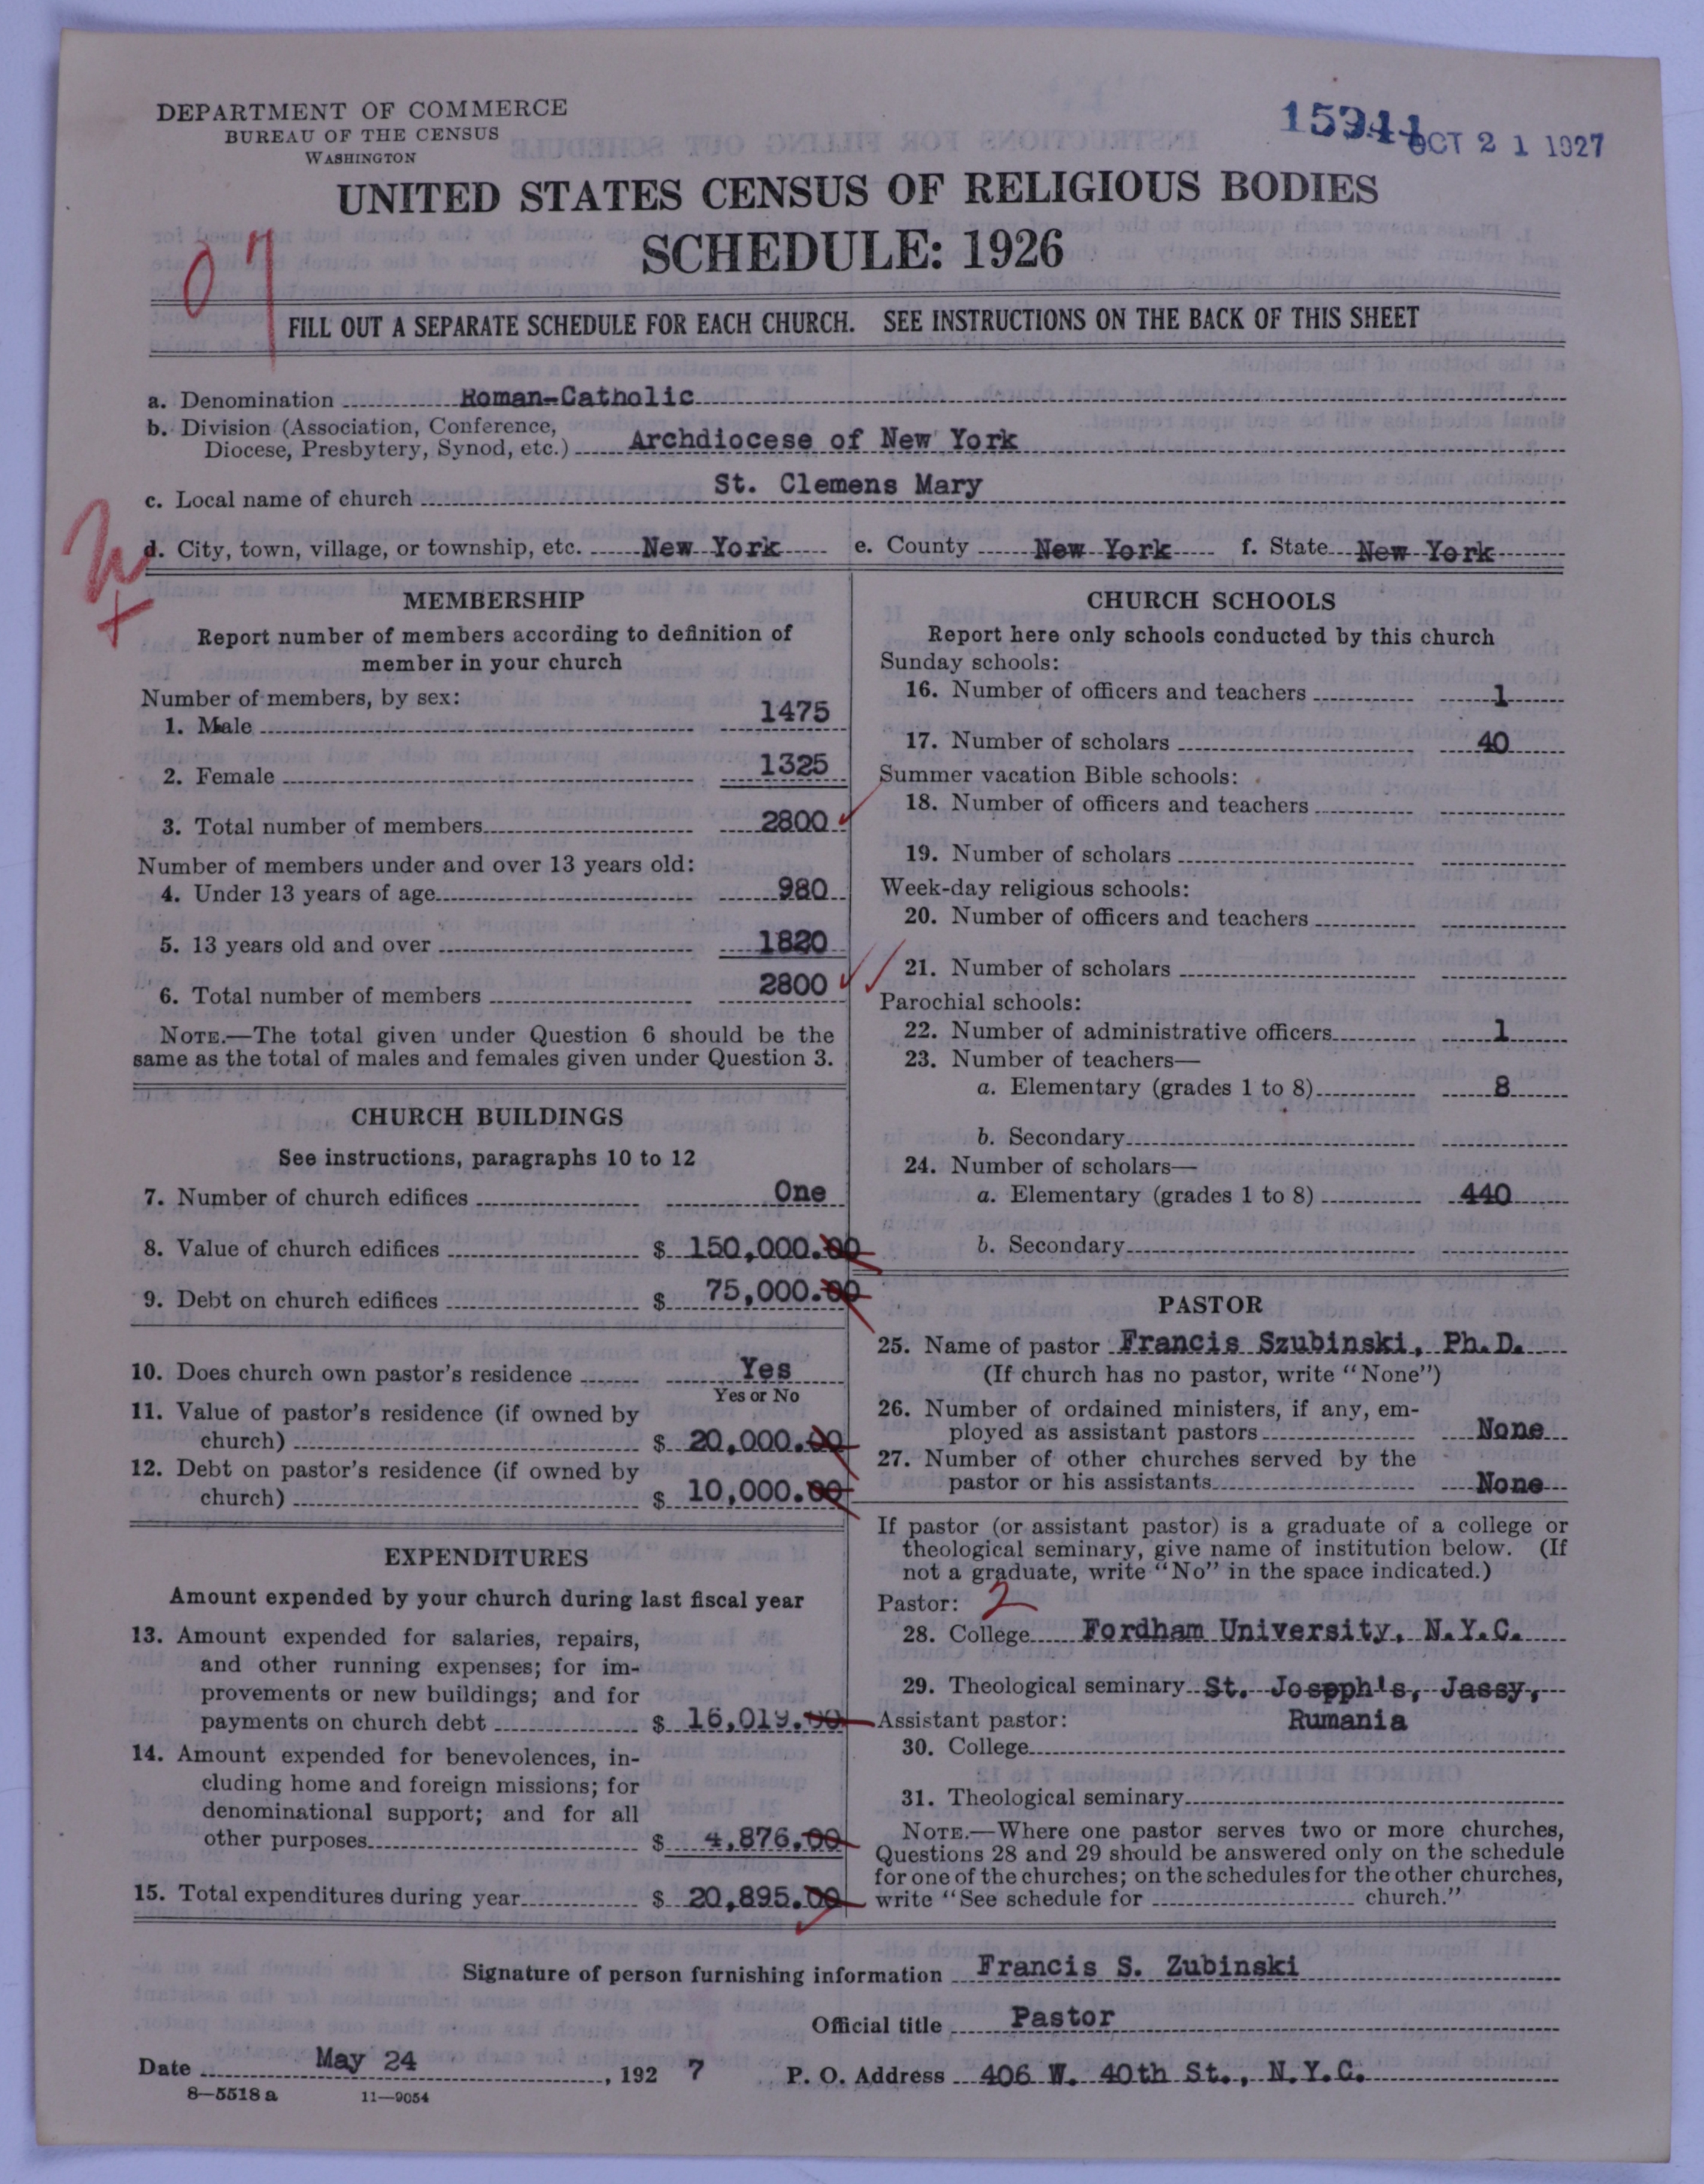 DEPARTMENT OF COMMERCE
BUREAU OF THE CENSUS
WASHINGTON
OCT 21 1927
UNITED STATES CENSUS OF RELIGIOUS BODIES
SCHEDULE: 1926
07
FILL OUT A SEPARATE SCHEDULE FOR EACH CHURCH. SEE INSTRUCTIONS ON THE BACK OF THIS SHEET
a. Denomination Roman-Catholic
b. Division (Association, Conference,
Diocese, Presbytery, Synod, etc.) Archdiocese of New York
c. Local name of church St. Clemens Mary
d. City, town, village, or township, etc. New York e. County New York f. State New York
MEMBERSHIP
Report number of members according to definition of
member in your church
Number of members, by sex:
1. Male 1475
2. Female 1325
3. Total number of members 2800
Number of members under and over 13 years old:
4. Under 13 years of age 980
5. 13 years old and over 1820
6. Total number of members 2800
NOTE.—The total given under Question 6 should be the
same as the total of males and females given under Question 3.
CHURCH BUILDINGS
See instructions, paragraphs 10 to 12
7. Number of church edifices One
8. Value of church edifices $ 150,000.00
9. Debt on church edifices $ 75,000.00
10. Does church own pastor's residence Yes
Yes or No
11. Value of pastor's residence (if owned by
church) $ 20,000.00
12. Debt on pastor's residence (if owned by
church) $ 10,000.00
EXPENDITURES
Amount expended by your church during last fiscal year
13. Amount expended for salaries, repairs,
and other running expenses; for im-
provements or new buildings; and for
payments on church debt $ 16,019.00
14. Amount expended for benevolences, in-
cluding home and foreign missions; for
denominational support; and for all
other purposes $ 4,876.00
15. Total expenditures during year $ 20,895.00
CHURCH SCHOOLS
Report here only schools conducted by this church
Sunday schools:
16. Number of officers and teachers 1
17. Number of scholars 40
Summer vacation Bible schools:
18. Number of officers and teachers
19. Number of scholars
Week-day religious schools:
20. Number of officers and teachers
21. Number of scholars
Parochial schools:
22. Number of administrative officers 1
23. Number of teachers—
a. Elementary (grades 1 to 8) 8
b. Secondary
24. Number of scholars—
a. Elementary (grades 1 to 8) 440
b. Secondary
PASTOR
25. Name of pastor Francis Szubinski, Ph.D.
(If church has no pastor, write "None")
26. Number of ordained ministers, if any, em-
ployed as assistant pastors None
27. Number of other churches served by the
pastor or his assistants None
If pastor (or assistant pastor) is a graduate of a college or
theological seminary, give name of institution below. (If
not a graduate, write "No" in the space indicated.)
Pastor: 2
28. College Fordham University, N.Y.C.
29. Theological seminary St. Joseph's, Jassy,
Assistant pastor: Rumania
30. College
31. Theological seminary
NOTE.—Where one pastor serves two or more churches,
Questions 28 and 29 should be answered only on the schedule
for one of the churches; on the schedules for the other churches,
write "See schedule for church."
Signature of person furnishing information Francis S. Zubinski
Official title Pastor
Date May 24, 1927 P. O. Address 406 W. 40th St., N.Y.C.
8—5518a 11—9054